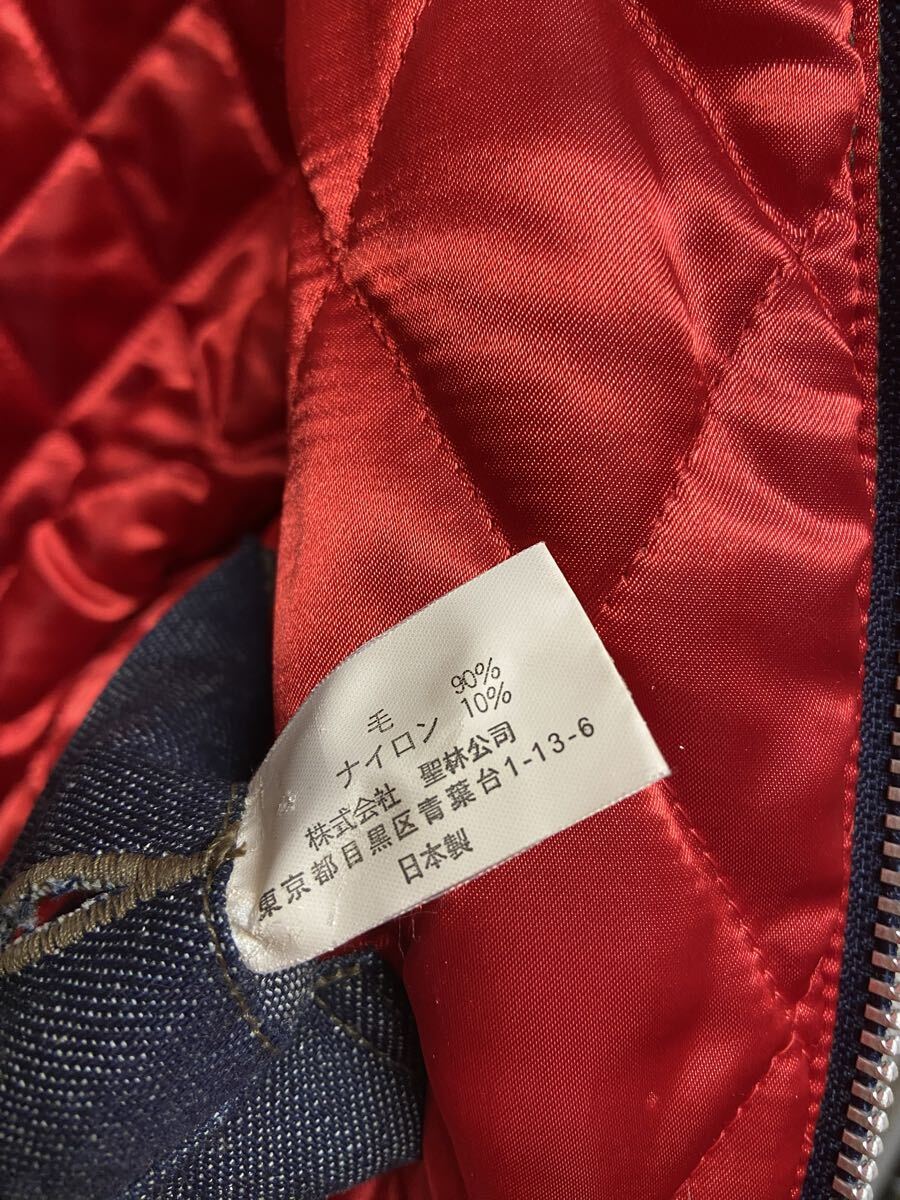 毛 90%
ナイロン 10%
株式会社 聖林公司
東京都目黒区青葉台1-13-6
日本製